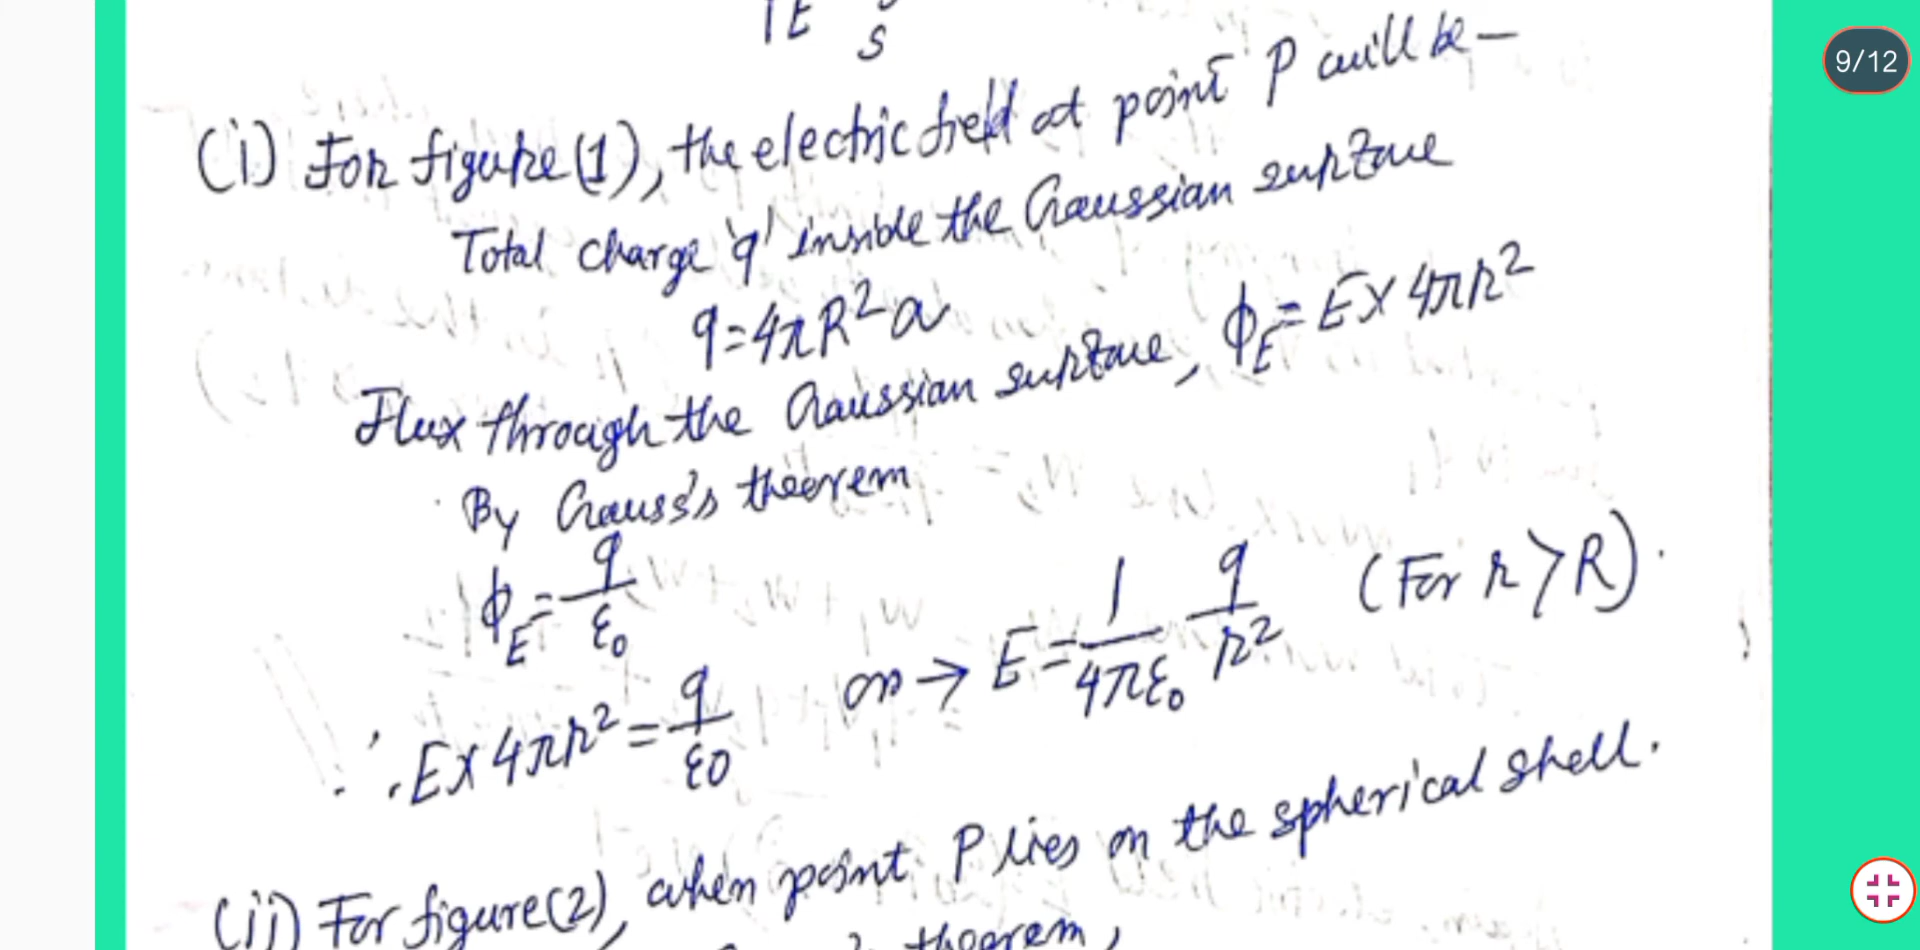 S
9/12
(i) For figure(1), the electric field at point P will be—
Total charge 'q' inside the Gaussian surface
q=4πR²σ
Flux through the Gaussian surface, ϕE=E×4πr²
By Gauss's theorem
ϕE=q/ε0
∴ E×4πr²=q/ε0 or→ E=1/4πε0 q/r² (For r>R).
(ii) For figure(2), when point P lies on the spherical shell.
theorem,